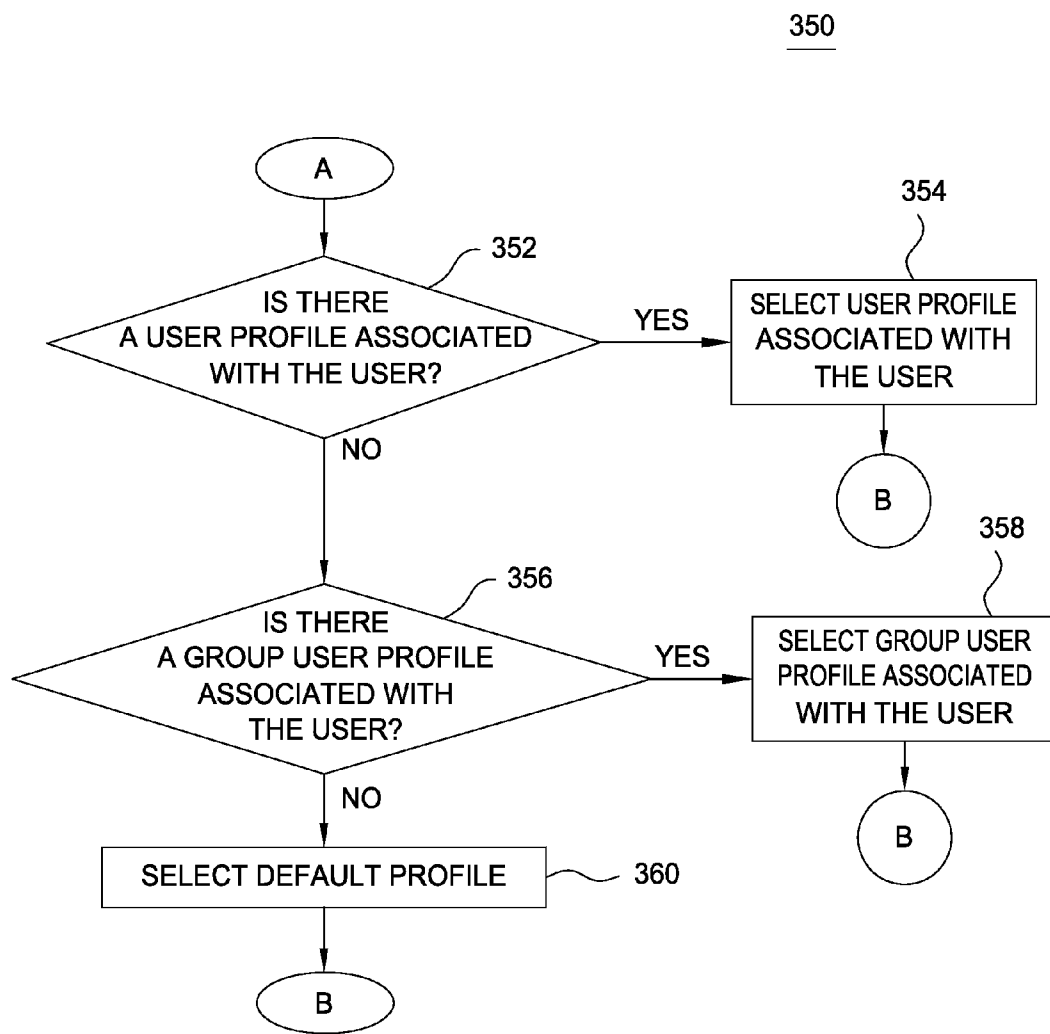 350
A
352
IS THERE
A USER PROFILE ASSOCIATED
WITH THE USER?
YES
354
SELECT USER PROFILE
ASSOCIATED WITH
THE USER
B
NO
356
IS THERE
A GROUP USER PROFILE
ASSOCIATED WITH
THE USER?
YES
358
SELECT GROUP USER
PROFILE ASSOCIATED
WITH THE USER
B
NO
SELECT DEFAULT PROFILE
360
B